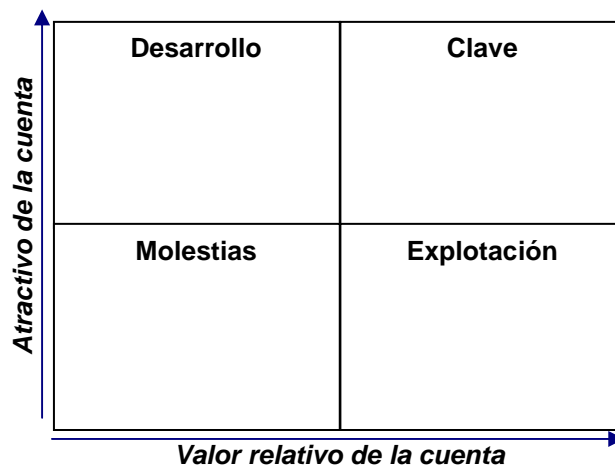 Desarrollo
Clave
Molestias
Explotación
Atractivo de la cuenta
Valor relativo de la cuenta